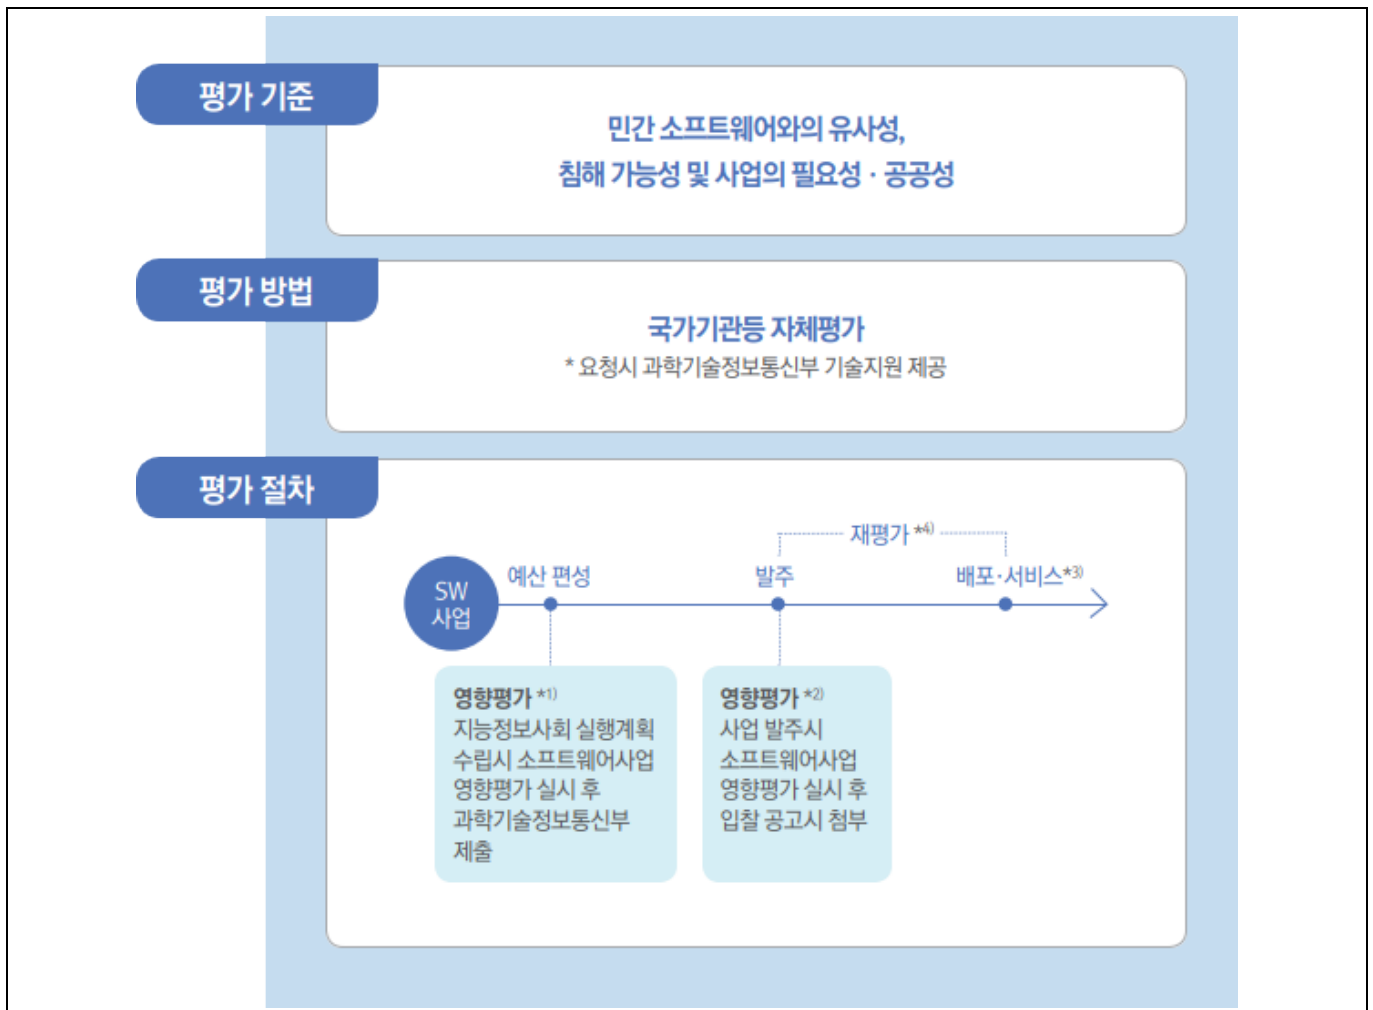 평가 기준
민간 소프트웨어와의 유사성,
침해 가능성 및 사업의 필요성 · 공공성
평가 방법
국가기관등 자체평가
* 요청시 과학기술정보통신부 기술지원 제공
평가 절차
재평가 *4)
SW
사업
예산 편성
발주
배포·서비스*3)
영향평가 *1)
지능정보사회 실행계획
수립시 소프트웨어사업
영향평가 실시 후
과학기술정보통신부
제출
영향평가 *2)
사업 발주시
소프트웨어사업
영향평가 실시 후
입찰 공고시 첨부